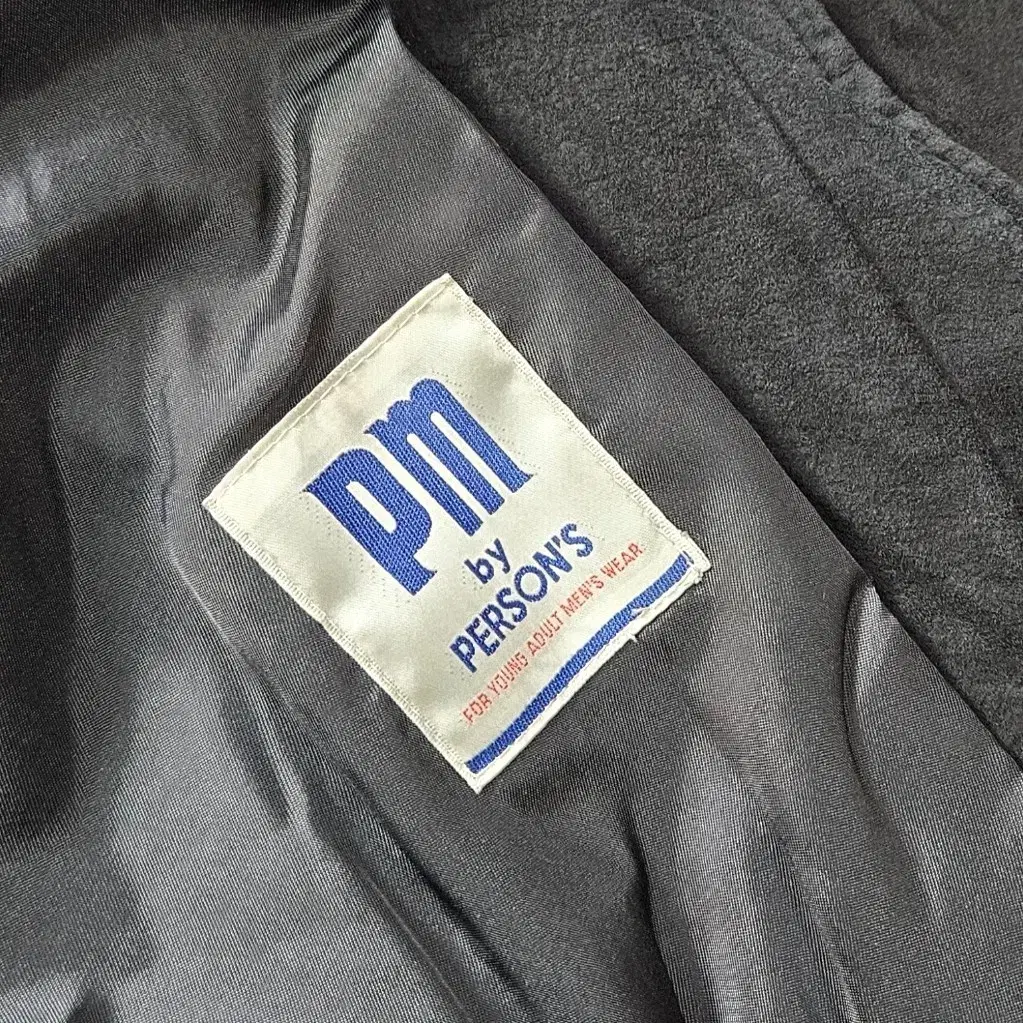 pm
by
PERSON'S
FOR YOUNG ADULT MEN'S WEAR.